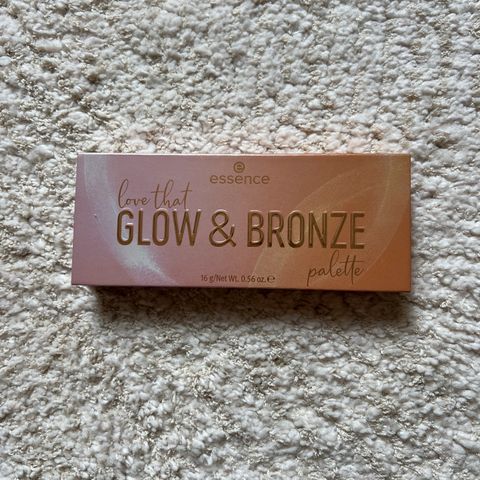 essence
love that
GLOW & BRONZE
palette
16 g/Net WT. 0.56 oz.℮